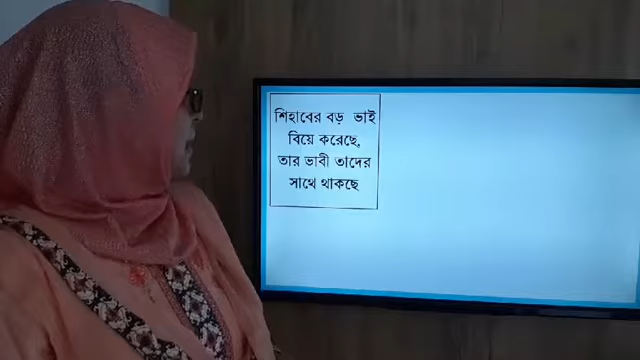 শিহাবের বড় ভাই
বিয়ে করেছে,
তার ভাবী তাদের
সাথে থাকছে